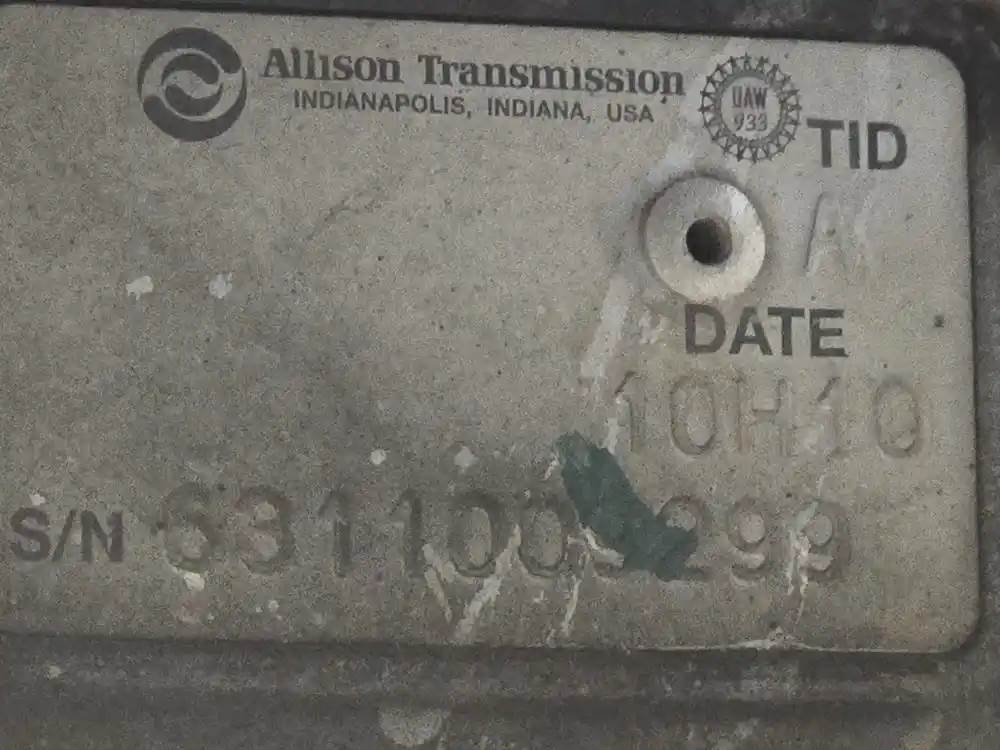 Allison Transmission
INDIANAPOLIS, INDIANA, USA
UAW
933
TID
A
DATE
10H10
S/N